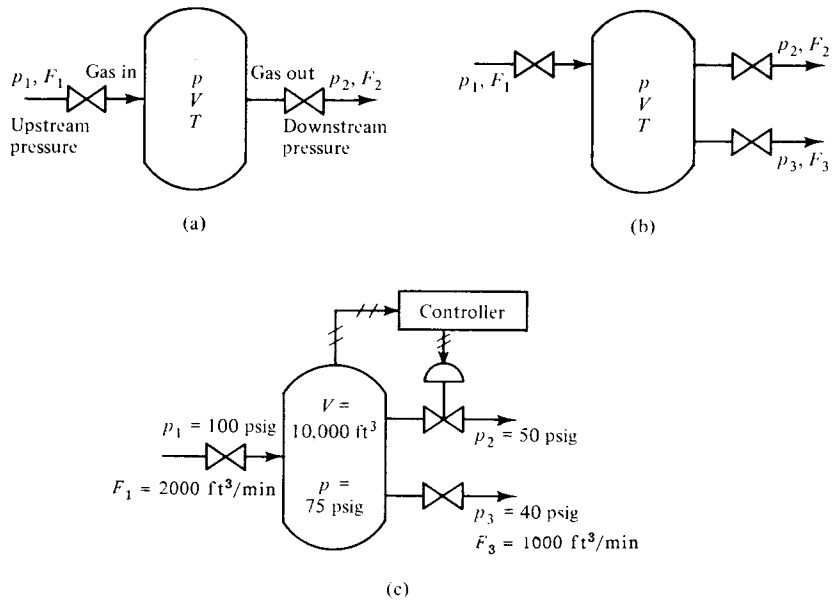 p₁, F₁
Gas in
p
V
T
Gas out
p₂, F₂
Upstream
pressure
Downstream
pressure
(a)
p₁, F₁
p
V
T
p₂, F₂
p₃, F₃
(b)
Controller
p₁ = 100 psig
F₁ = 2000 ft³/min
V =
10,000 ft³
p =
75 psig
p₂ = 50 psig
p₃ = 40 psig
F₃ = 1000 ft³/min
(c)